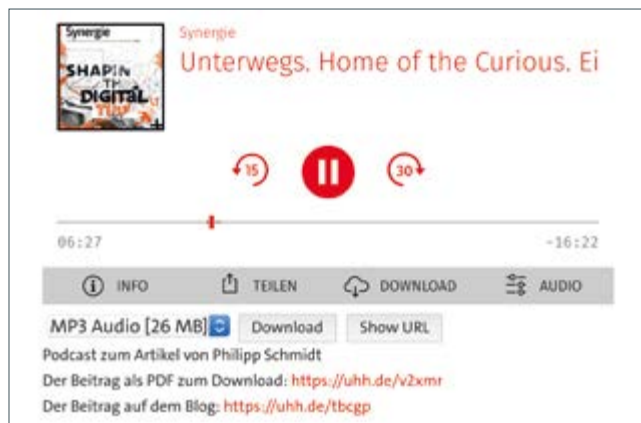 Synergie
SHAPIN
TH
DIGITAL
TURN
Synergie
Unterwegs. Home of the Curious. Ei
15
30
06:27
-16:22
INFO
TEILEN
DOWNLOAD
AUDIO
MP3 Audio [26 MB]
Download
Show URL
Podcast zum Artikel von Philipp Schmidt
Der Beitrag als PDF zum Download: https://uhh.de/v2xmr
Der Beitrag auf dem Blog: https://uhh.de/tbcgp